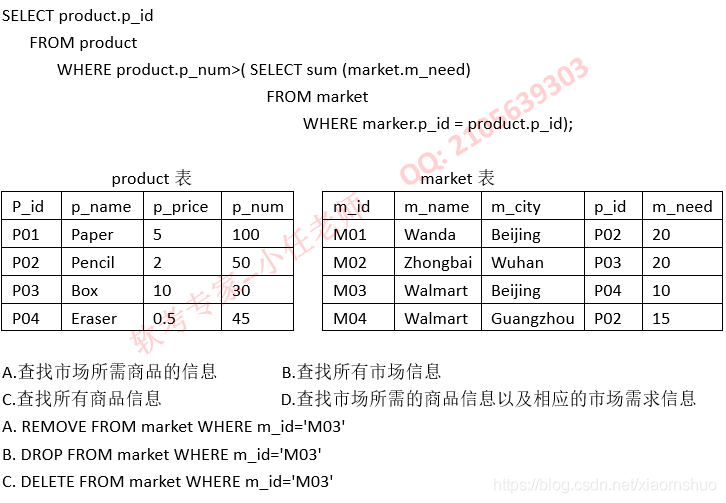 SELECT product.p_id
FROM product
WHERE product.p_num>( SELECT sum (market.m_need)
FROM market
WHERE marker.p_id = product.p_id);
QQ: 2105639303
软考专家-小任老师
product 表 market 表
P_id p_name p_price p_num m_id m_name m_city p_id m_need
P01 Paper 5 100 M01 Wanda Beijing P02 20
P02 Pencil 2 50 M02 Zhongbai Wuhan P03 20
P03 Box 10 30 M03 Walmart Beijing P04 10
P04 Eraser 0.5 45 M04 Walmart Guangzhou P02 15
A.查找市场所需商品的信息 B.查找所有市场信息
C.查找所有商品信息 D.查找市场所需的商品信息以及相应的市场需求信息
A. REMOVE FROM market WHERE m_id='M03'
B. DROP FROM market WHERE m_id='M03'
C. DELETE FROM market WHERE m_id='M03'
https://blog.csdn.net/xiaornshuo